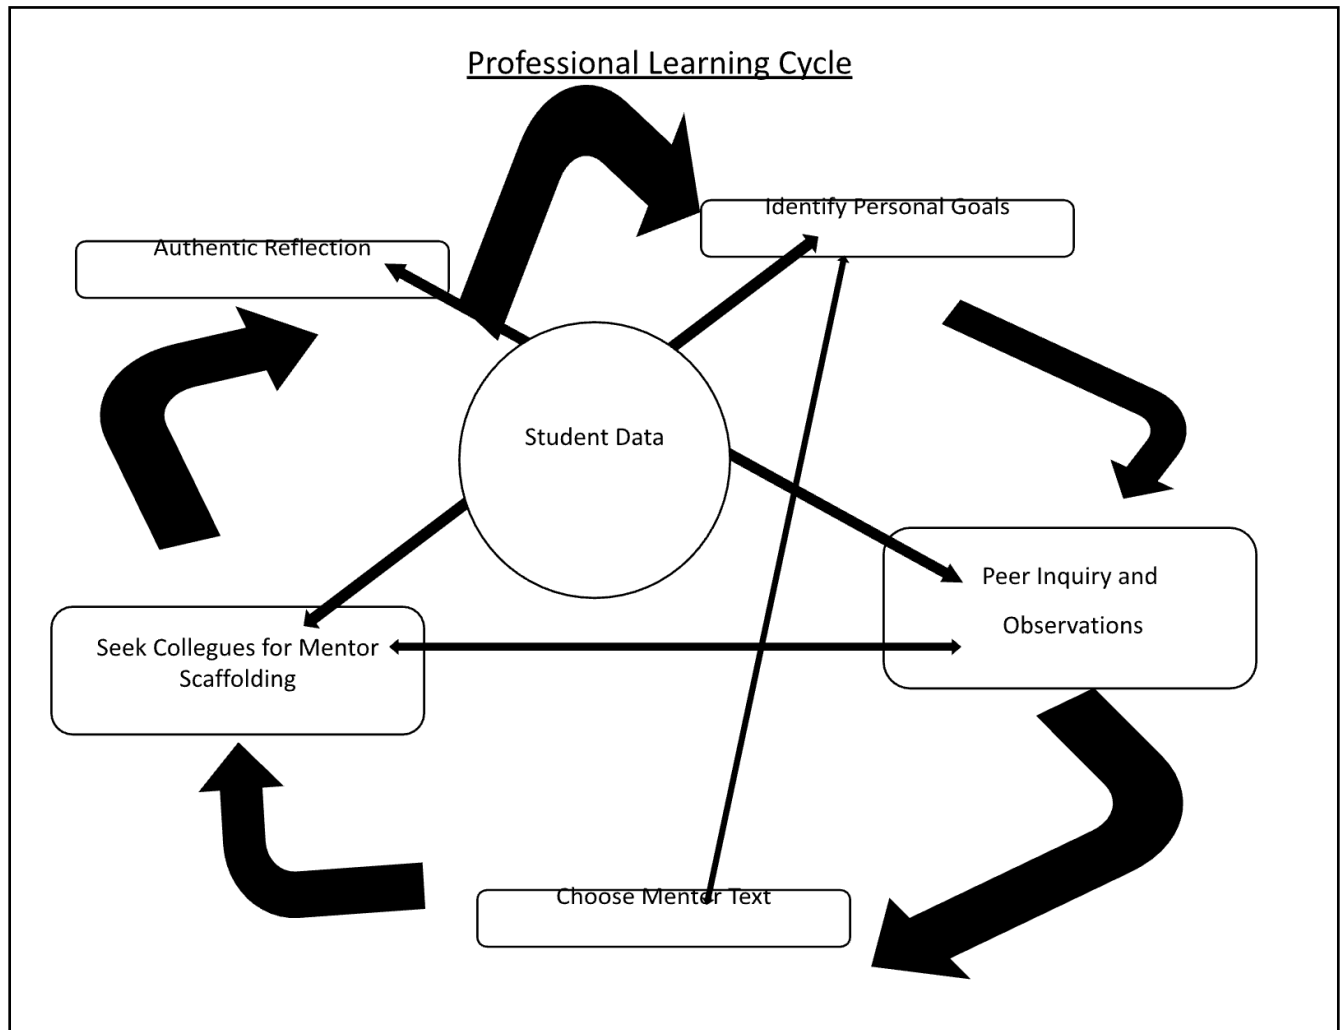 Professional Learning Cycle
Identify Personal Goals
Authentic Reflection
Student Data
Peer Inquiry and
Observations
Seek Collegues for Mentor
Scaffolding
Choose Menter Text